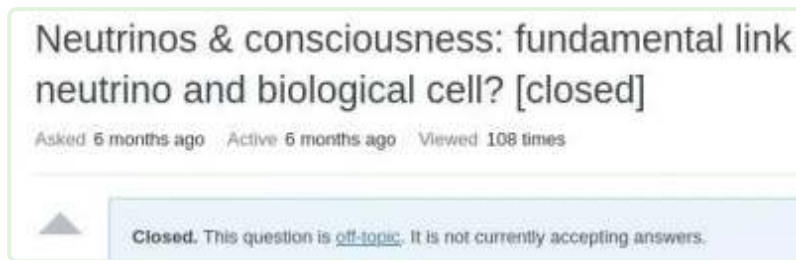 Neutrinos & consciousness: fundamental link
neutrino and biological cell? [closed]
Asked 6 months ago Active 6 months ago Viewed 108 times
Closed. This question is off-topic. It is not currently accepting answers.